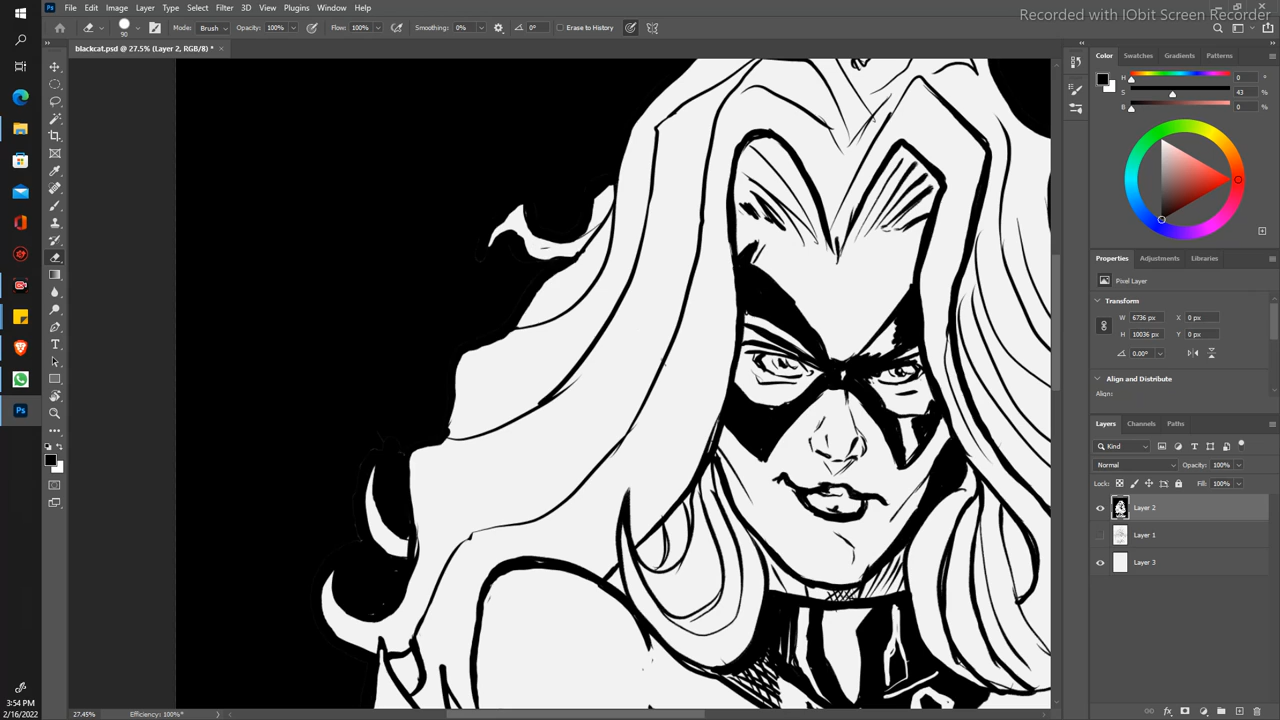 File Edit Image Layer Type Select Filter 3D View Plugins Window Help
Recorded with IObit Screen Recorder
90 Mode: Brush Opacity: 100% Flow: 100% Smoothing: 0% 0° Erase to History
blackcat.psd @ 27.5% (Layer 2, RGB/8) *
Color Swatches Gradients Patterns
H 0 °
S 43 %
B 0 %
Properties Adjustments Libraries
Pixel Layer
Transform
W 6736 px X 0 px
H 10036 px Y 0 px
0.00°
Align and Distribute
Align:
Layers Channels Paths
Kind
Normal Opacity: 100%
Lock: Fill: 100%
Layer 2
Layer 1
Layer 3
27.45% Efficiency: 100%*
3:54 PM
2/16/2022